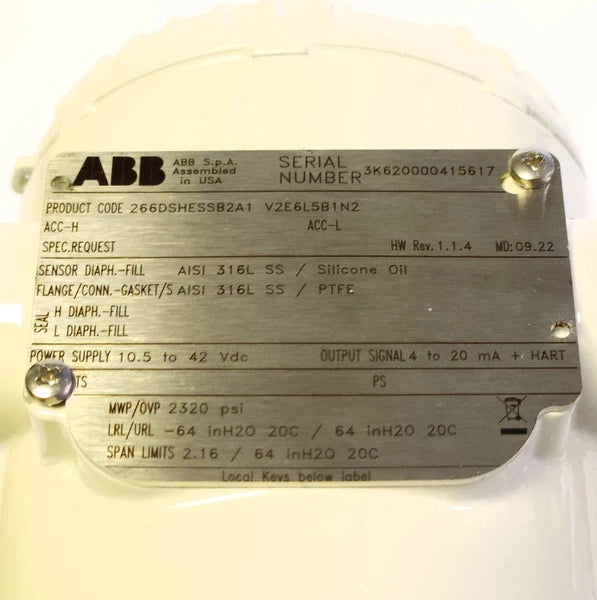 ABB
ABB S.p.A.
Assembled
in USA
SERIAL
NUMBER 3K620000415617
PRODUCT CODE 266DSHESSB2A1 V2E6L5B1N2
ACC-H ACC-L
SPEC.REQUEST HW Rev. 1.1.4 MD:09.22
SENSOR DIAPH.-FILL AISI 316L SS / Silicone Oil
FLANGE/CONN.-GASKET/S AISI 316L SS / PTFE
SEAL H DIAPH.-FILL
L DIAPH.-FILL
POWER SUPPLY 10.5 to 42 Vdc OUTPUT SIGNAL 4 to 20 mA + HART
PS
MWP/OVP 2320 psi
LRL/URL -64 inH2O 20C / 64 inH2O 20C
SPAN LIMITS 2.16 / 64 inH2O 20C
Local Keys below label